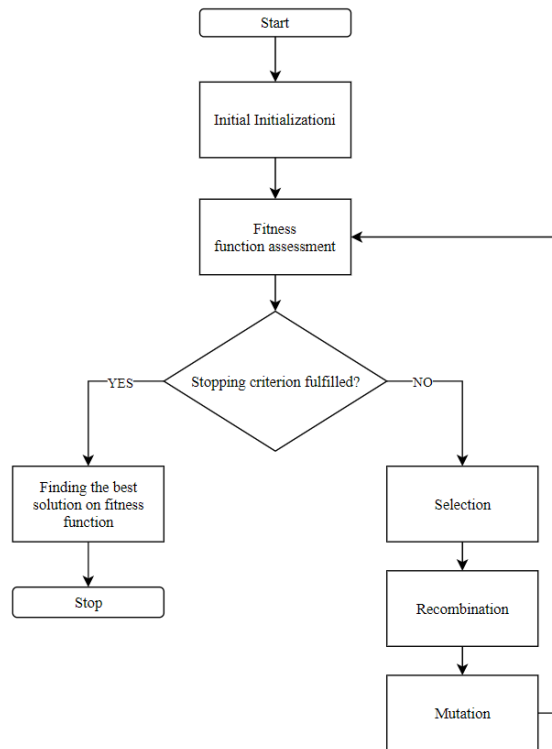 Start
Initial Initializationi
Fitness
function assessment
Stopping criterion fulfilled?
YES
NO
Finding the best
solution on fitness
function
Selection
Stop
Recombination
Mutation